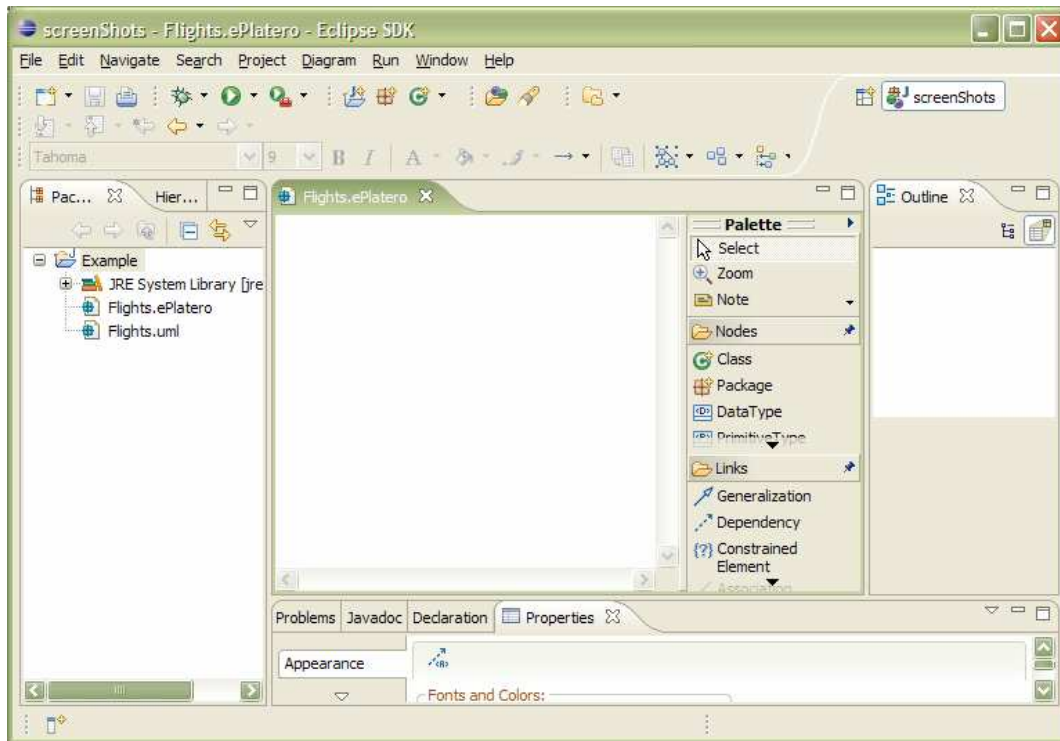 screenShots - Flights.ePlatero - Eclipse SDK
File Edit Navigate Search Project Diagram Run Window Help
screenShots
Tahoma 9 B I A
Pac... Hier...
Flights.ePlatero
Outline
Example
JRE System Library [jre
Flights.ePlatero
Flights.uml
Palette
Select
Zoom
Note
Nodes
Class
Package
DataType
PrimitiveType
Links
Generalization
Dependency
Constrained
Element
Association
Problems Javadoc Declaration Properties
Appearance
Fonts and Colors: